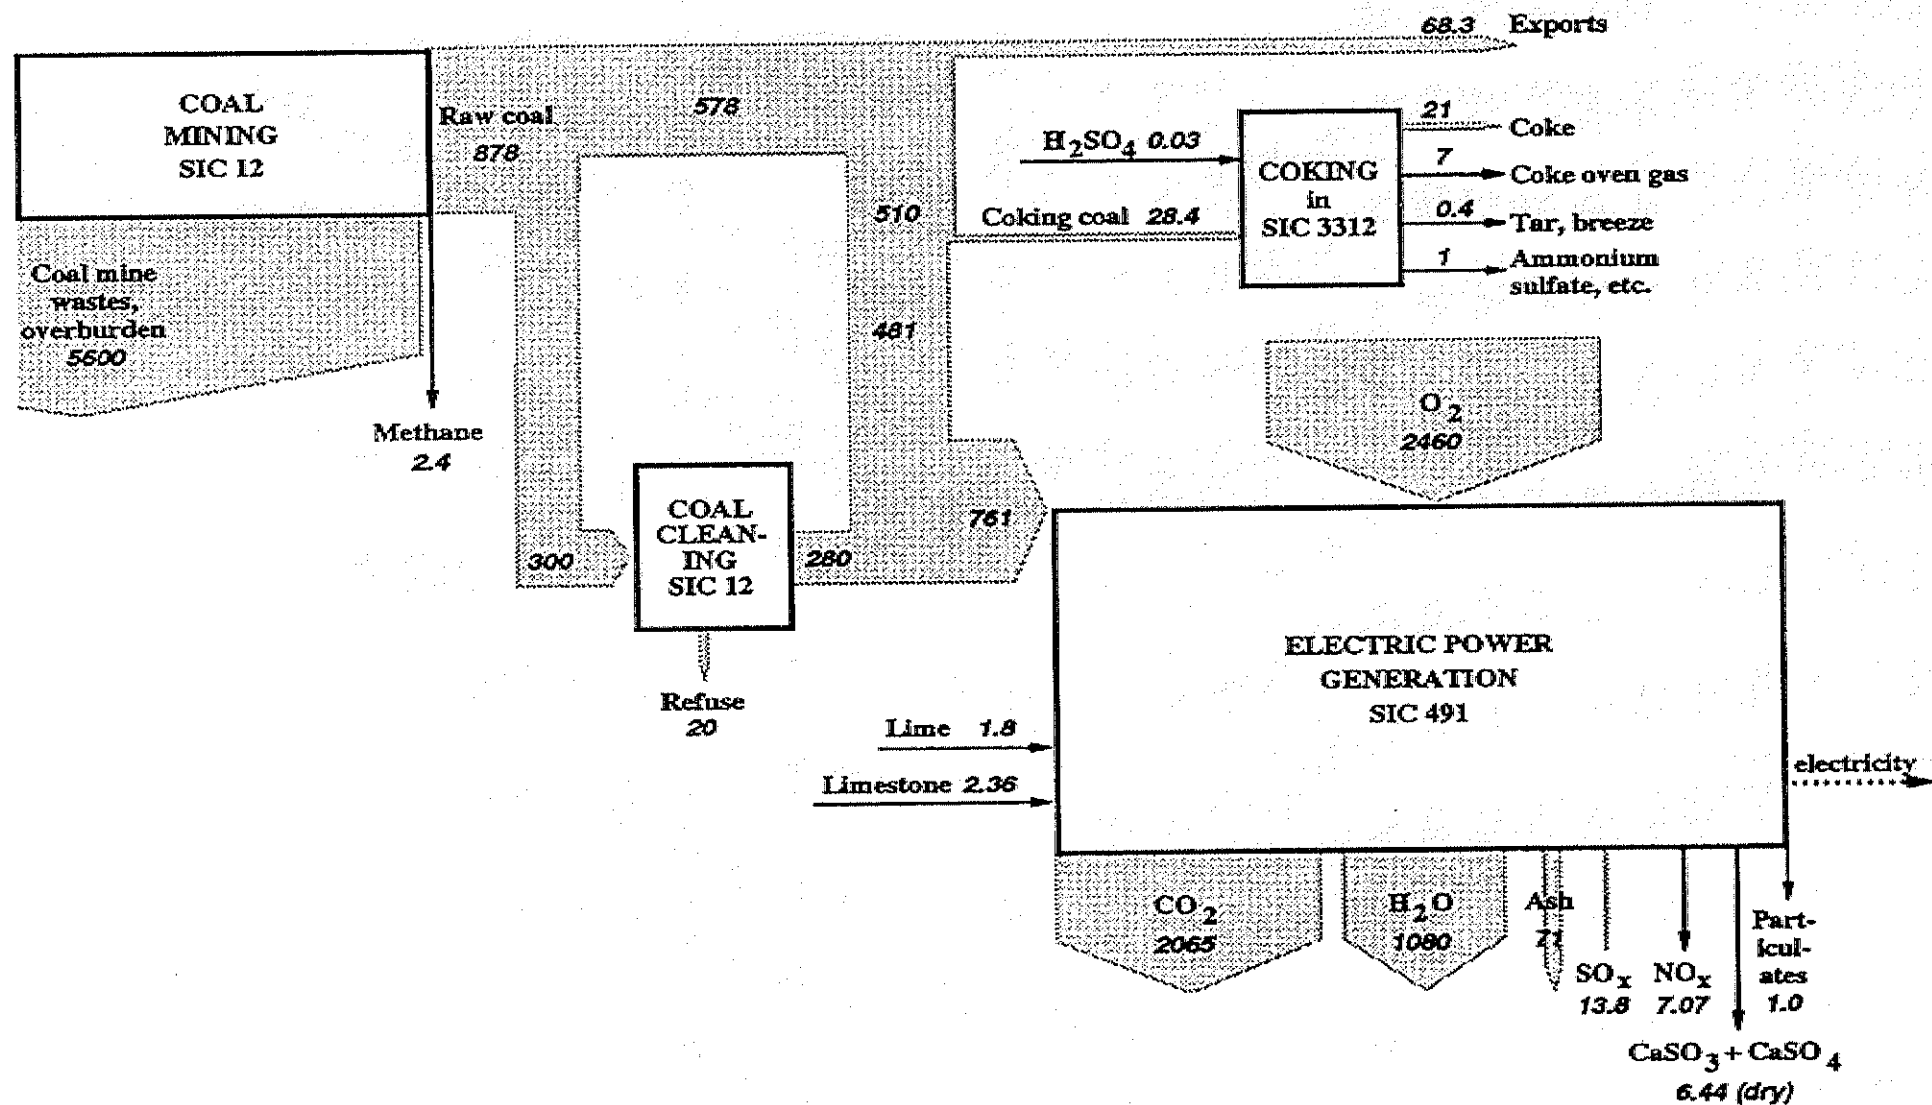 68.3 Exports
COAL
MINING
SIC 12
Raw coal
878
578
H2SO4 0.03
COKING
in
SIC 3312
21
Coke
7
Coke oven gas
0.4
Tar, breeze
1
Ammonium
sulfate, etc.
510
Coking coal 28.4
Coal mine
wastes,
overburden
5600
481
Methane
2.4
O2
2460
COAL
CLEAN-
ING
SIC 12
300
280
761
Refuse
20
ELECTRIC POWER
GENERATION
SIC 491
Lime 1.8
Limestone 2.36
electricity
CO2
2065
H2O
1080
Ash
71
SOx
13.8
NOx
7.07
Part-
icul-
ates
1.0
CaSO3 + CaSO4
6.44 (dry)